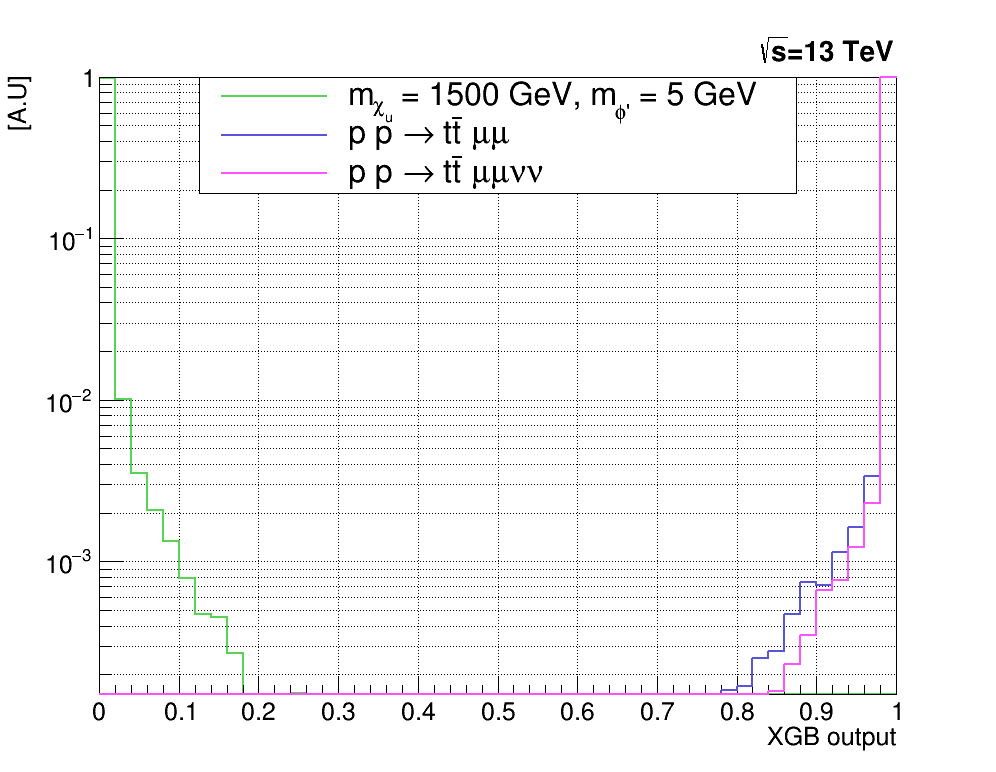 √s=13 TeV
[A.U]
m_χ_u = 1500 GeV, m_ϕ' = 5 GeV
p p → tt̄ μμ
p p → tt̄ μμνν
1
10⁻¹
10⁻²
10⁻³
0 0.1 0.2 0.3 0.4 0.5 0.6 0.7 0.8 0.9 1
XGB output